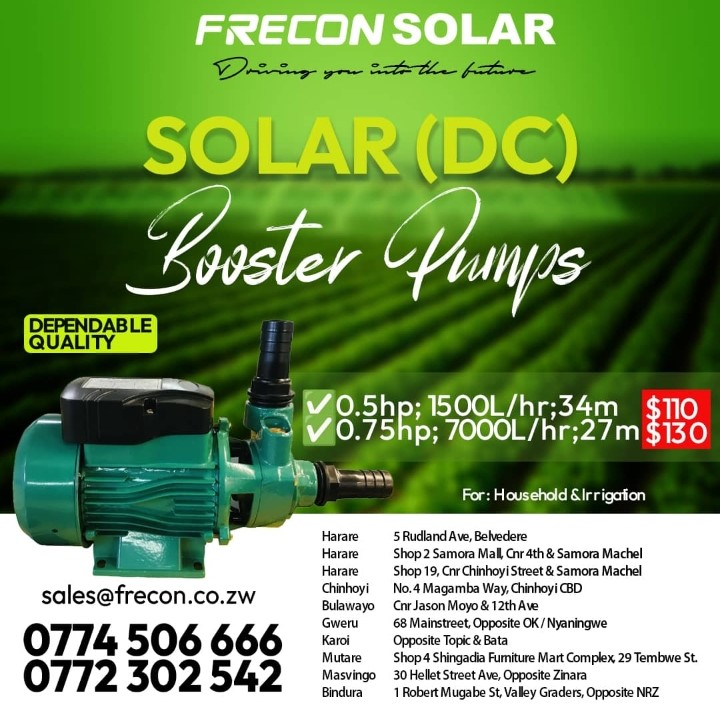 FRECON SOLAR
Driving you into the future
SOLAR (DC)
Booster Pumps
DEPENDABLE
QUALITY
✅0.5hp; 1500L/hr;34m $110
✅0.75hp; 7000L/hr;27m $130
For: Household & Irrigation
Harare 5 Rudland Ave, Belvedere
Harare Shop 2 Samora Mall, Cnr 4th & Samora Machel
Harare Shop 19, Cnr Chinhoyi Street & Samora Machel
Chinhoyi No. 4 Magamba Way, Chinhoyi CBD
Bulawayo Cnr Jason Moyo & 12th Ave
Gweru 68 Mainstreet, Opposite OK / Nyaningwe
Karoi Opposite Topic & Bata
Mutare Shop 4 Shingadia Furniture Mart Complex, 29 Tembwe St.
Masvingo 30 Hellet Street Ave, Opposite Zinara
Bindura 1 Robert Mugabe St, Valley Graders, Opposite NRZ
sales@frecon.co.zw
0774 506 666
0772 302 542